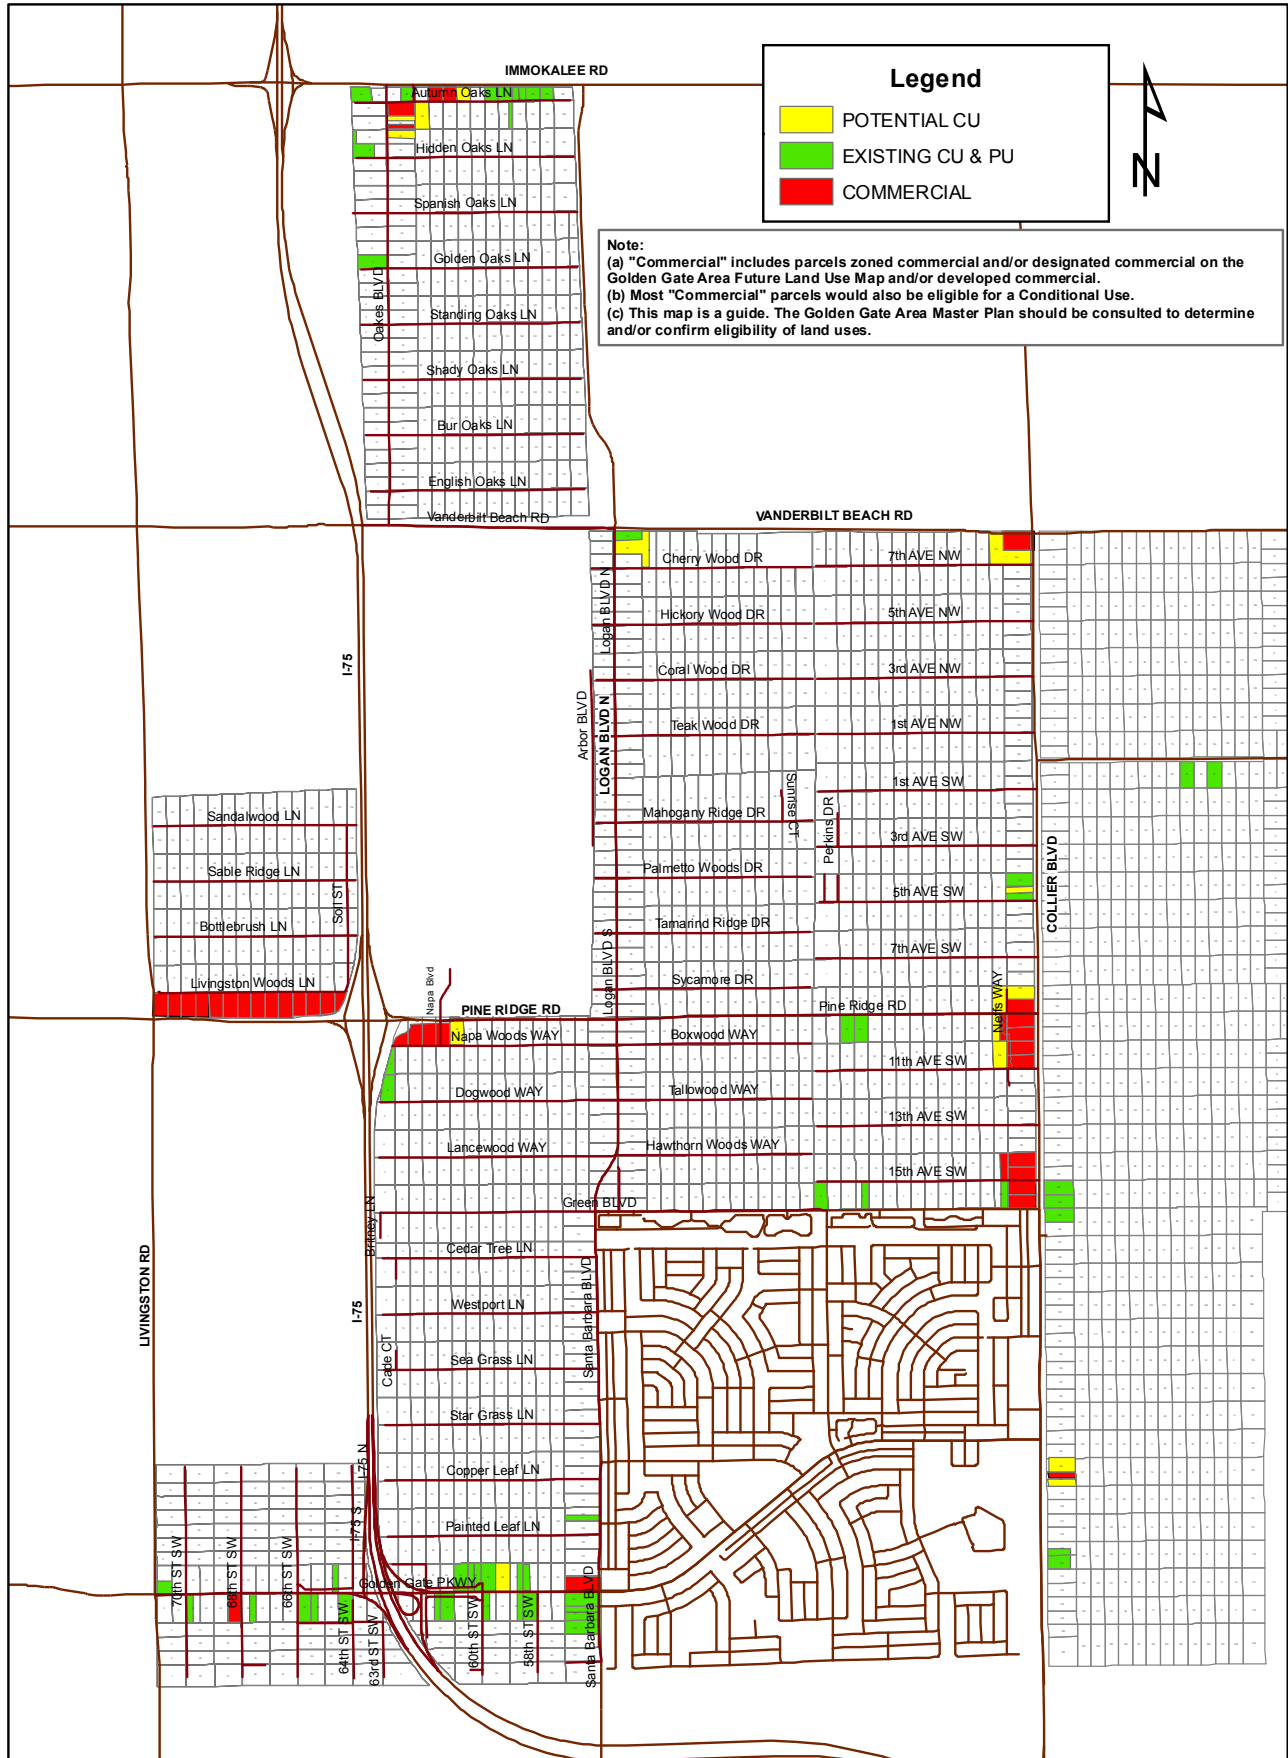 IMMOKALEE RD
Legend
POTENTIAL CU
EXISTING CU & PU
COMMERCIAL
N
Note:
(a) "Commercial" includes parcels zoned commercial and/or designated commercial on the
Golden Gate Area Future Land Use Map and/or developed commercial.
(b) Most "Commercial" parcels would also be eligible for a Conditional Use.
(c) This map is a guide. The Golden Gate Area Master Plan should be consulted to determine
and/or confirm eligibility of land uses.
Autumn Oaks LN
Hidden Oaks LN
Spanish Oaks LN
Golden Oaks LN
Oakes BLVD
Standing Oaks LN
Shady Oaks LN
Bur Oaks LN
English Oaks LN
Vanderbilt Beach RD
VANDERBILT BEACH RD
Cherry Wood DR
7th AVE NW
Logan BLVD N
Hickory Wood DR
5th AVE NW
I-75
Coral Wood DR
3rd AVE NW
Arbor BLVD
LOGAN BLVD N
Teak Wood DR
1st AVE NW
Sunrise CT
1st AVE SW
Sandalwood LN
Mahogany Ridge DR
Perkins DR
3rd AVE SW
Sable Ridge LN
Soll ST
Palmetto Woods DR
5th AVE SW
COLLIER BLVD
Bottlebrush LN
Tamarind Ridge DR
7th AVE SW
Logan BLVD S
Livingston Woods LN
Napa Blvd
Sycamore DR
Neffs WAY
PINE RIDGE RD
Pine Ridge RD
Napa Woods WAY
Boxwood WAY
11th AVE SW
Dogwood WAY
Tallowood WAY
13th AVE SW
Lancewood WAY
Hawthorn Woods WAY
15th AVE SW
Britney LN
Green BLVD
Cedar Tree LN
LIVINGSTON RD
I-75
Westport LN
Santa Barbara BLVD
Cade CT
Sea Grass LN
Star Grass LN
I-75 N
Copper Leaf LN
I-75 S
Painted Leaf LN
70th ST SW
68th ST SW
66th ST SW
Golden Gate PKWY
64th ST SW
63rd ST SW
60th ST SW
58th ST SW
Santa Barbara BLVD